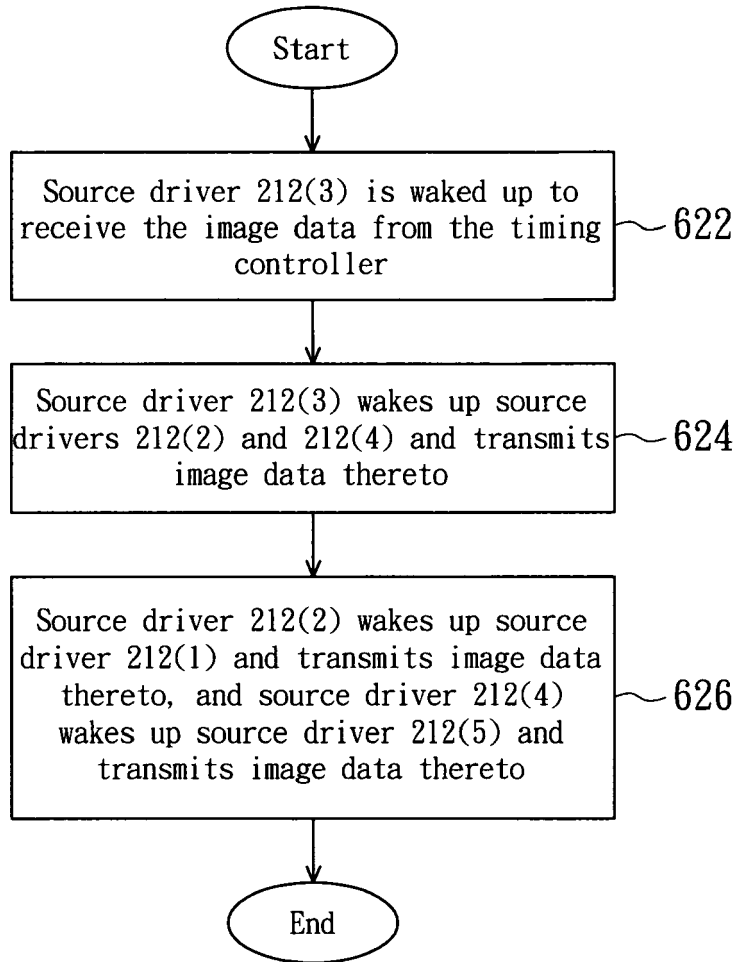 Start
Source driver 212(3) is waked up to
receive the image data from the timing
controller
622
Source driver 212(3) wakes up source
drivers 212(2) and 212(4) and transmits
image data thereto
624
Source driver 212(2) wakes up source
driver 212(1) and transmits image data
thereto, and source driver 212(4)
wakes up source driver 212(5) and
transmits image data thereto
626
End